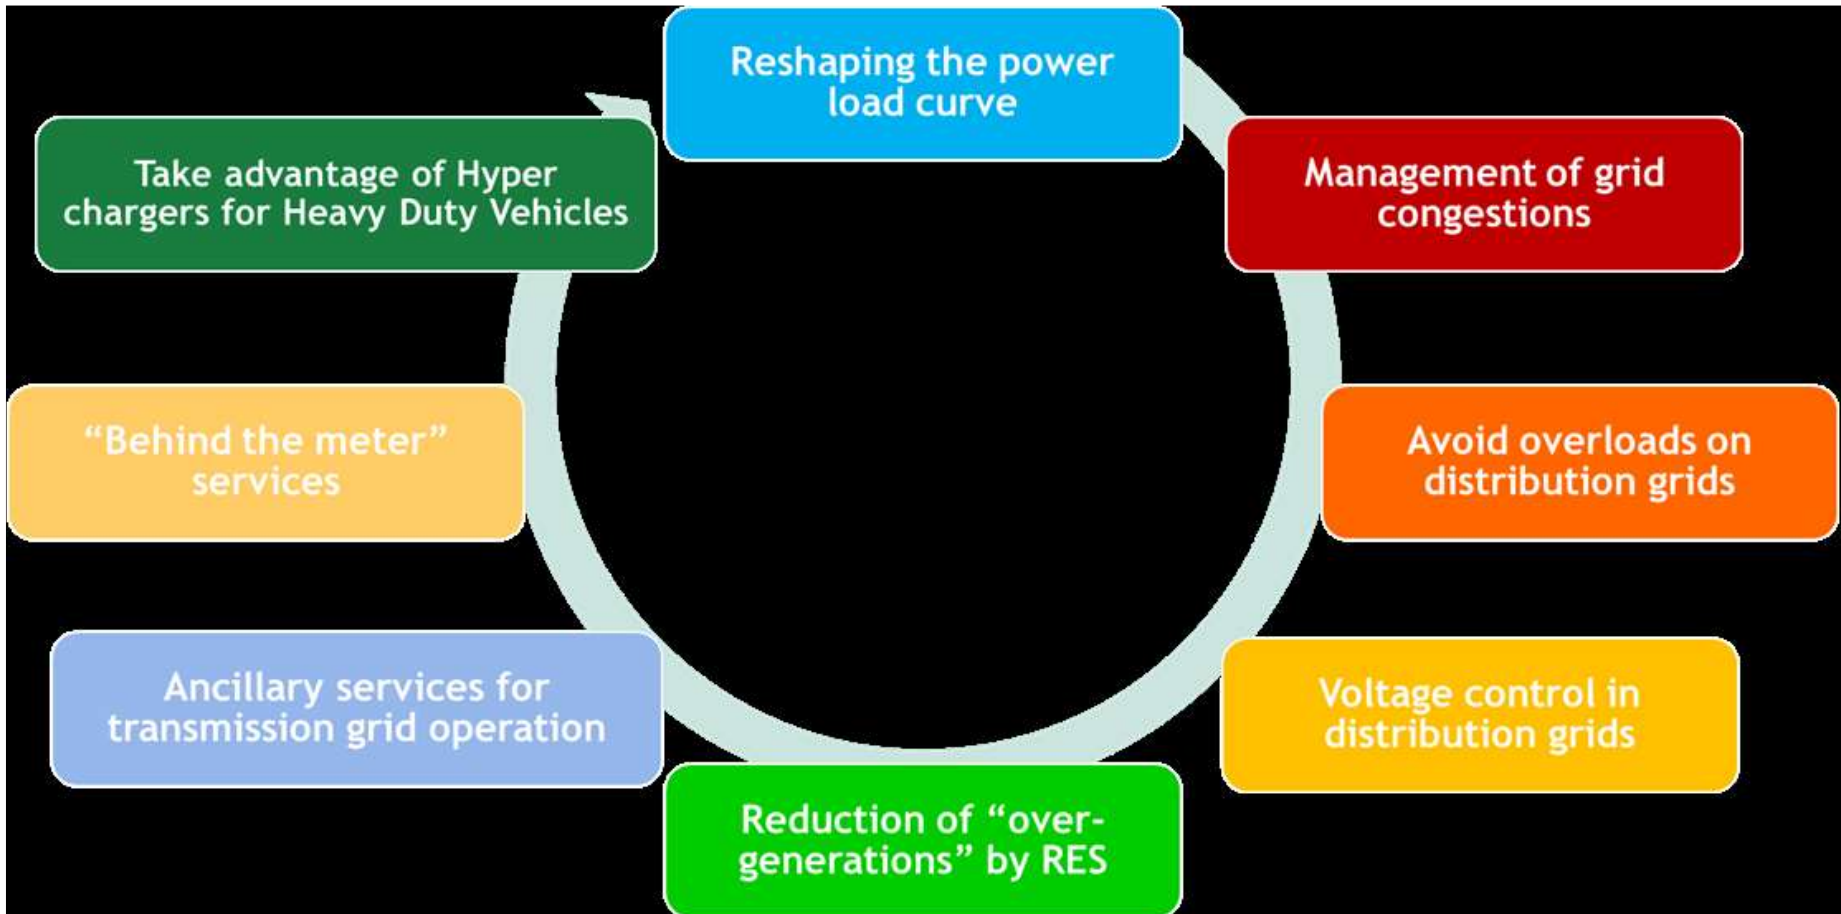 Reshaping the power
load curve
Management of grid
congestions
Avoid overloads on
distribution grids
Voltage control in
distribution grids
Reduction of “over-
generations” by RES
Ancillary services for
transmission grid operation
“Behind the meter”
services
Take advantage of Hyper
chargers for Heavy Duty Vehicles